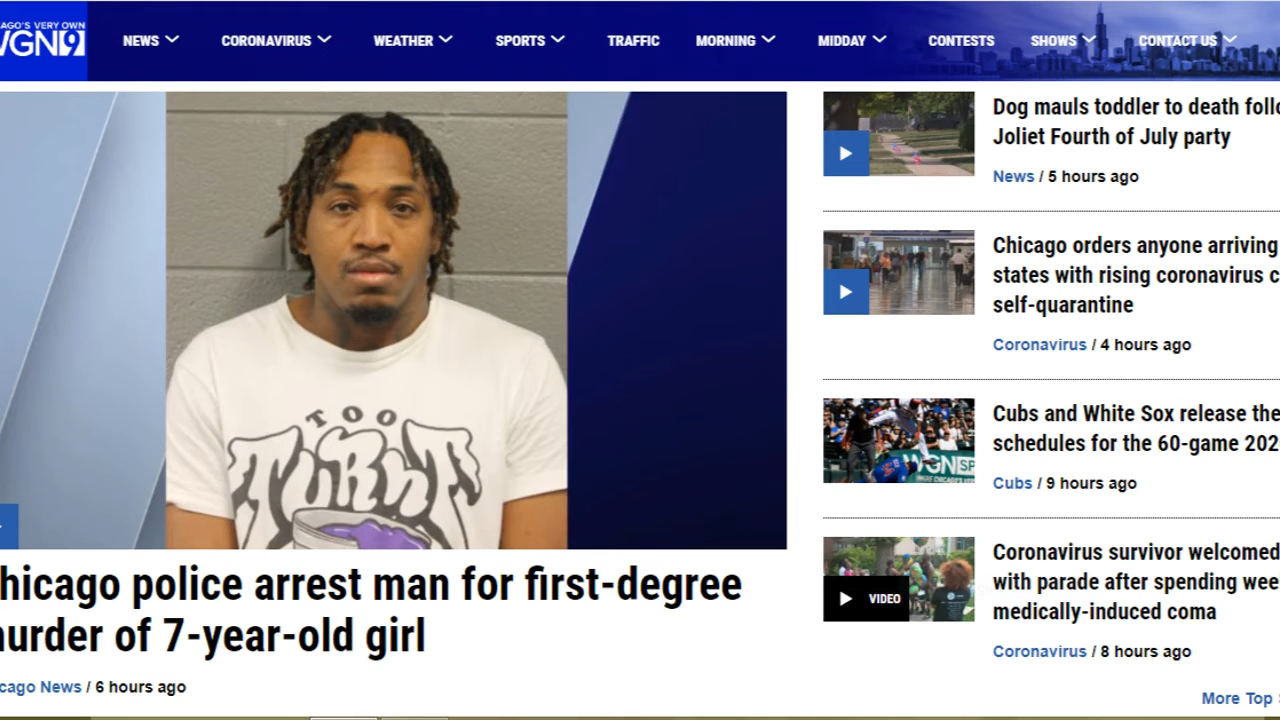 AGO'S VERY OWN
WGN9
NEWS
CORONAVIRUS
WEATHER
SPORTS
TRAFFIC
MORNING
MIDDAY
CONTESTS
SHOWS
CONTACT US
TOO
TURNT
hicago police arrest man for first-degree
urder of 7-year-old girl
cago News / 6 hours ago
Dog mauls toddler to death follo
Joliet Fourth of July party
News / 5 hours ago
Chicago orders anyone arriving
states with rising coronavirus c
self-quarantine
Coronavirus / 4 hours ago
WGN SP
Cubs and White Sox release the
schedules for the 60-game 202
Cubs / 9 hours ago
VIDEO
Coronavirus survivor welcomed
with parade after spending wee
medically-induced coma
Coronavirus / 8 hours ago
More Top